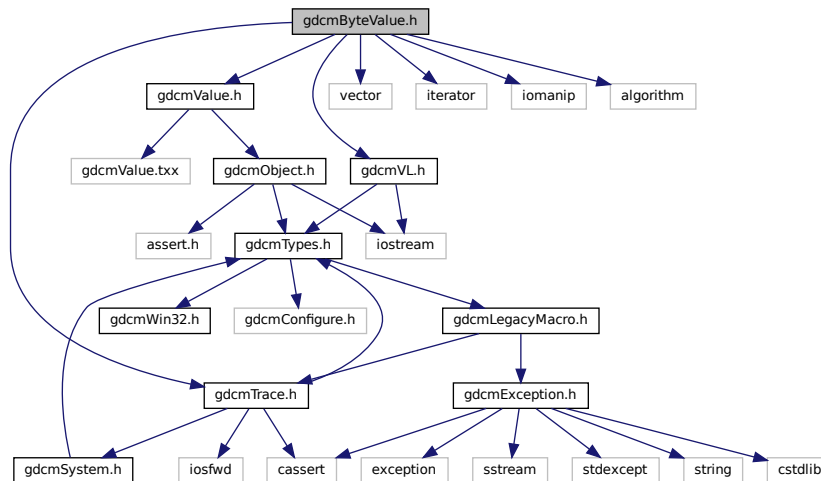 gdcmByteValue.h
gdcmValue.h
vector
iterator
iomanip
algorithm
gdcmValue.txx
gdcmObject.h
gdcmVL.h
assert.h
gdcmTypes.h
iostream
gdcmWin32.h
gdcmConfigure.h
gdcmLegacyMacro.h
gdcmTrace.h
gdcmException.h
gdcmSystem.h
iosfwd
cassert
exception
sstream
stdexcept
string
cstdlib